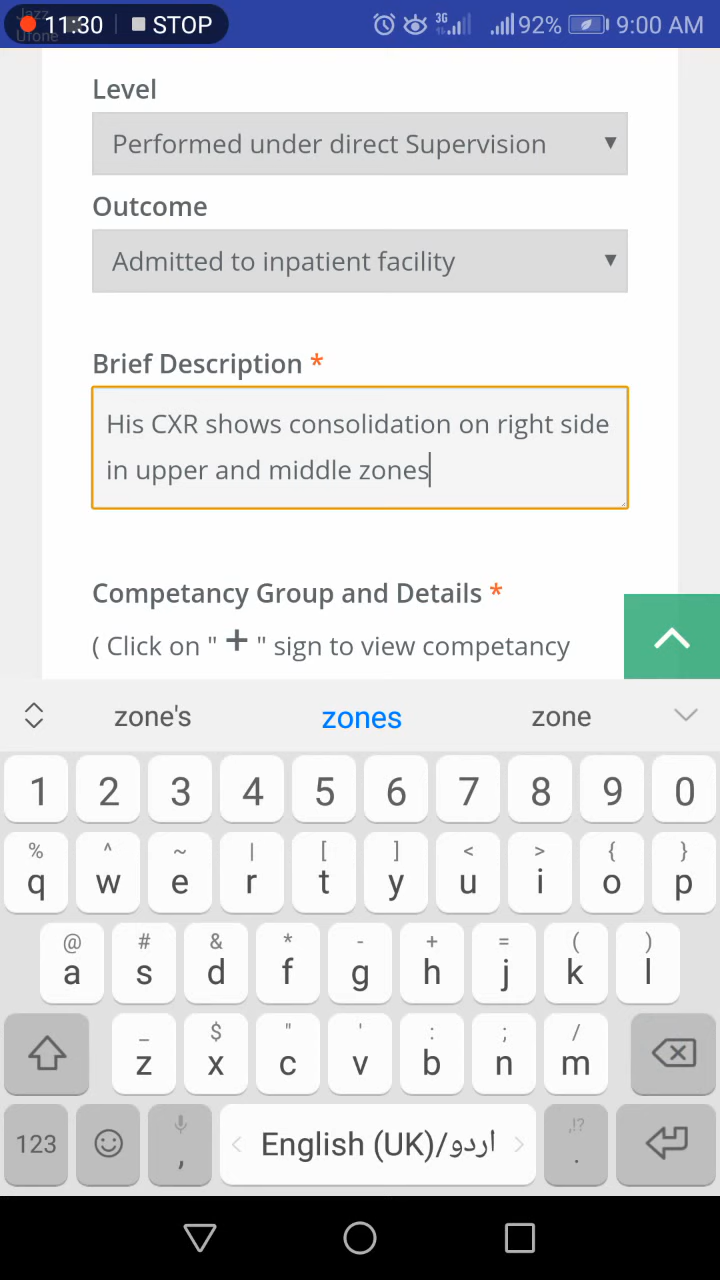 Jazz
Ufone
11:30 STOP 3G 92% 9:00 AM
Level
Performed under direct Supervision
Outcome
Admitted to inpatient facility
Brief Description *
His CXR shows consolidation on right side
in upper and middle zones
Competancy Group and Details *
( Click on " + " sign to view competancy
zone's zones zone
1 2 3 4 5 6 7 8 9 0
% ^ ~ | [ ] < > { }
q w e r t y u i o p
@ # & * - + = ( )
a s d f g h j k l
_ $ " ' : ; /
z x c v b n m
,!?
123 , English (UK)/اردو .